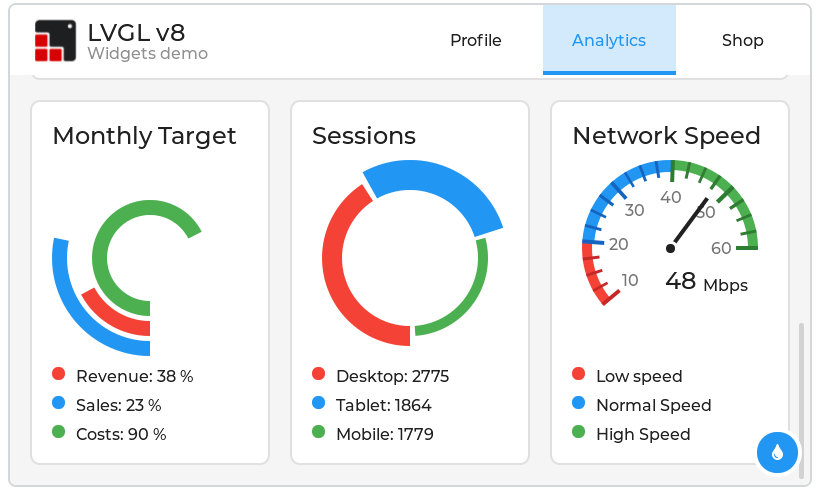 LVGL v8
Widgets demo
Profile
Analytics
Shop
Monthly Target
Revenue: 38 %
Sales: 23 %
Costs: 90 %
Sessions
Desktop: 2775
Tablet: 1864
Mobile: 1779
Network Speed
10
20
30
40
50
60
48 Mbps
Low speed
Normal Speed
High Speed